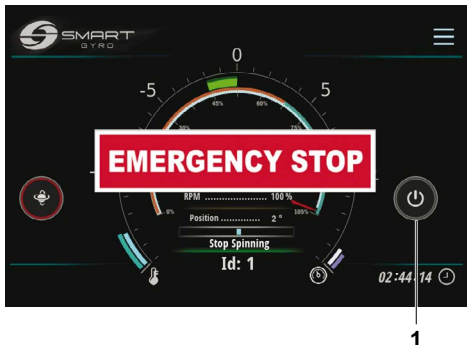 SMART
GYRO
0
-5
5
45%
60%
30%
75%
EMERGENCY STOP
RPM .................... 100 %
0%
105%
Position ............. 2 °
Stop Spinning
Id: 1
02:44:14
1